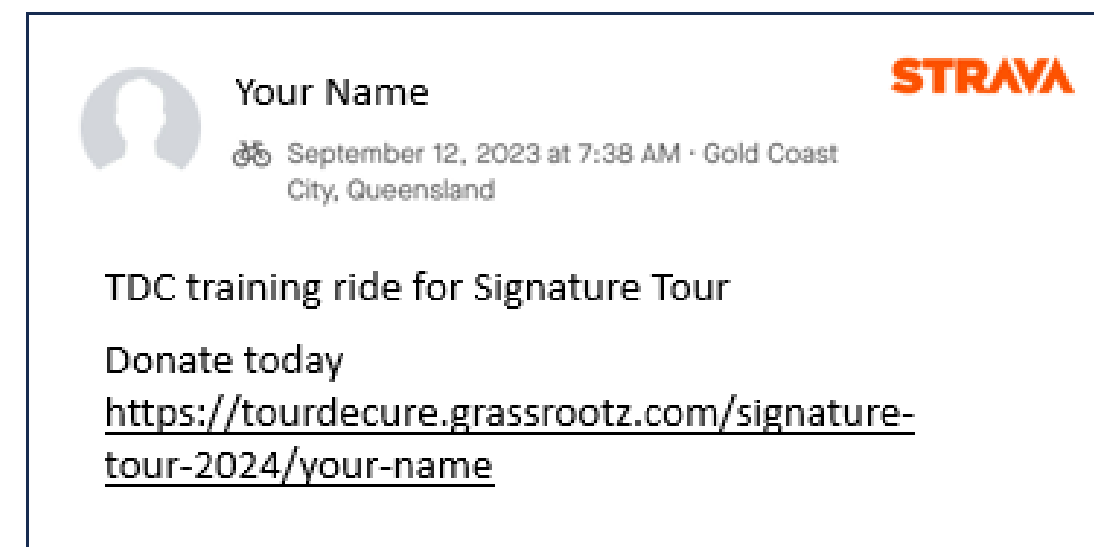 Your Name
STRAVA
September 12, 2023 at 7:38 AM · Gold Coast
City, Queensland
TDC training ride for Signature Tour
Donate today
https://tourdecure.grassrootz.com/signature-
tour-2024/your-name